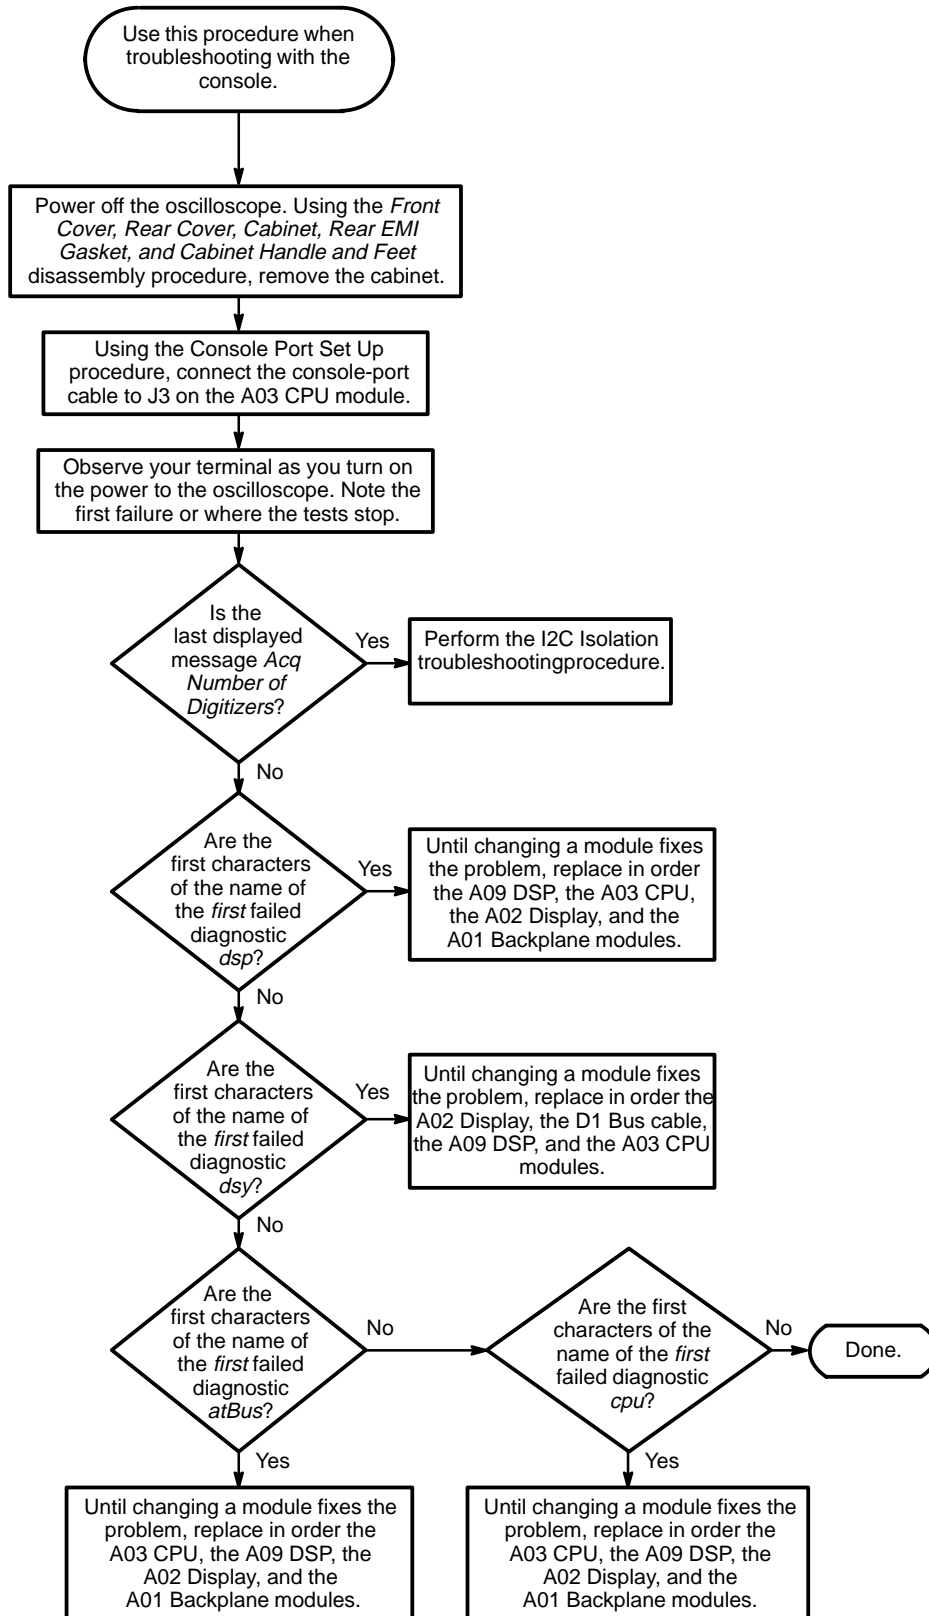 Use this procedure when
troubleshooting with the
console.
Power off the oscilloscope. Using the Front
Cover, Rear Cover, Cabinet, Rear EMI
Gasket, and Cabinet Handle and Feet
disassembly procedure, remove the cabinet.
Using the Console Port Set Up
procedure, connect the console-port
cable to J3 on the A03 CPU module.
Observe your terminal as you turn on
the power to the oscilloscope. Note the
first failure or where the tests stop.
Is the
last displayed
message Acq
Number of
Digitizers?
Yes
Perform the I2C Isolation
troubleshootingprocedure.
No
Are the
first characters
of the name of
the first failed
diagnostic
dsp?
Yes
Until changing a module fixes
the problem, replace in order
the A09 DSP, the A03 CPU,
the A02 Display, and the
A01 Backplane modules.
No
Are the
first characters
of the name of
the first failed
diagnostic
dsy?
Yes
Until changing a module fixes
the problem, replace in order the
A02 Display, the D1 Bus cable,
the A09 DSP, and the A03 CPU
modules.
No
Are the
first characters
of the name of
the first failed
diagnostic
atBus?
No
Are the first
characters of the
name of the first
failed diagnostic
cpu?
No
Done.
Yes
Until changing a module fixes the
problem, replace in order the
A03 CPU, the A09 DSP, the
A02 Display, and the
A01 Backplane modules.
Yes
Until changing a module fixes the
problem, replace in order the
A03 CPU, the A09 DSP, the
A02 Display, and the
A01 Backplane modules.